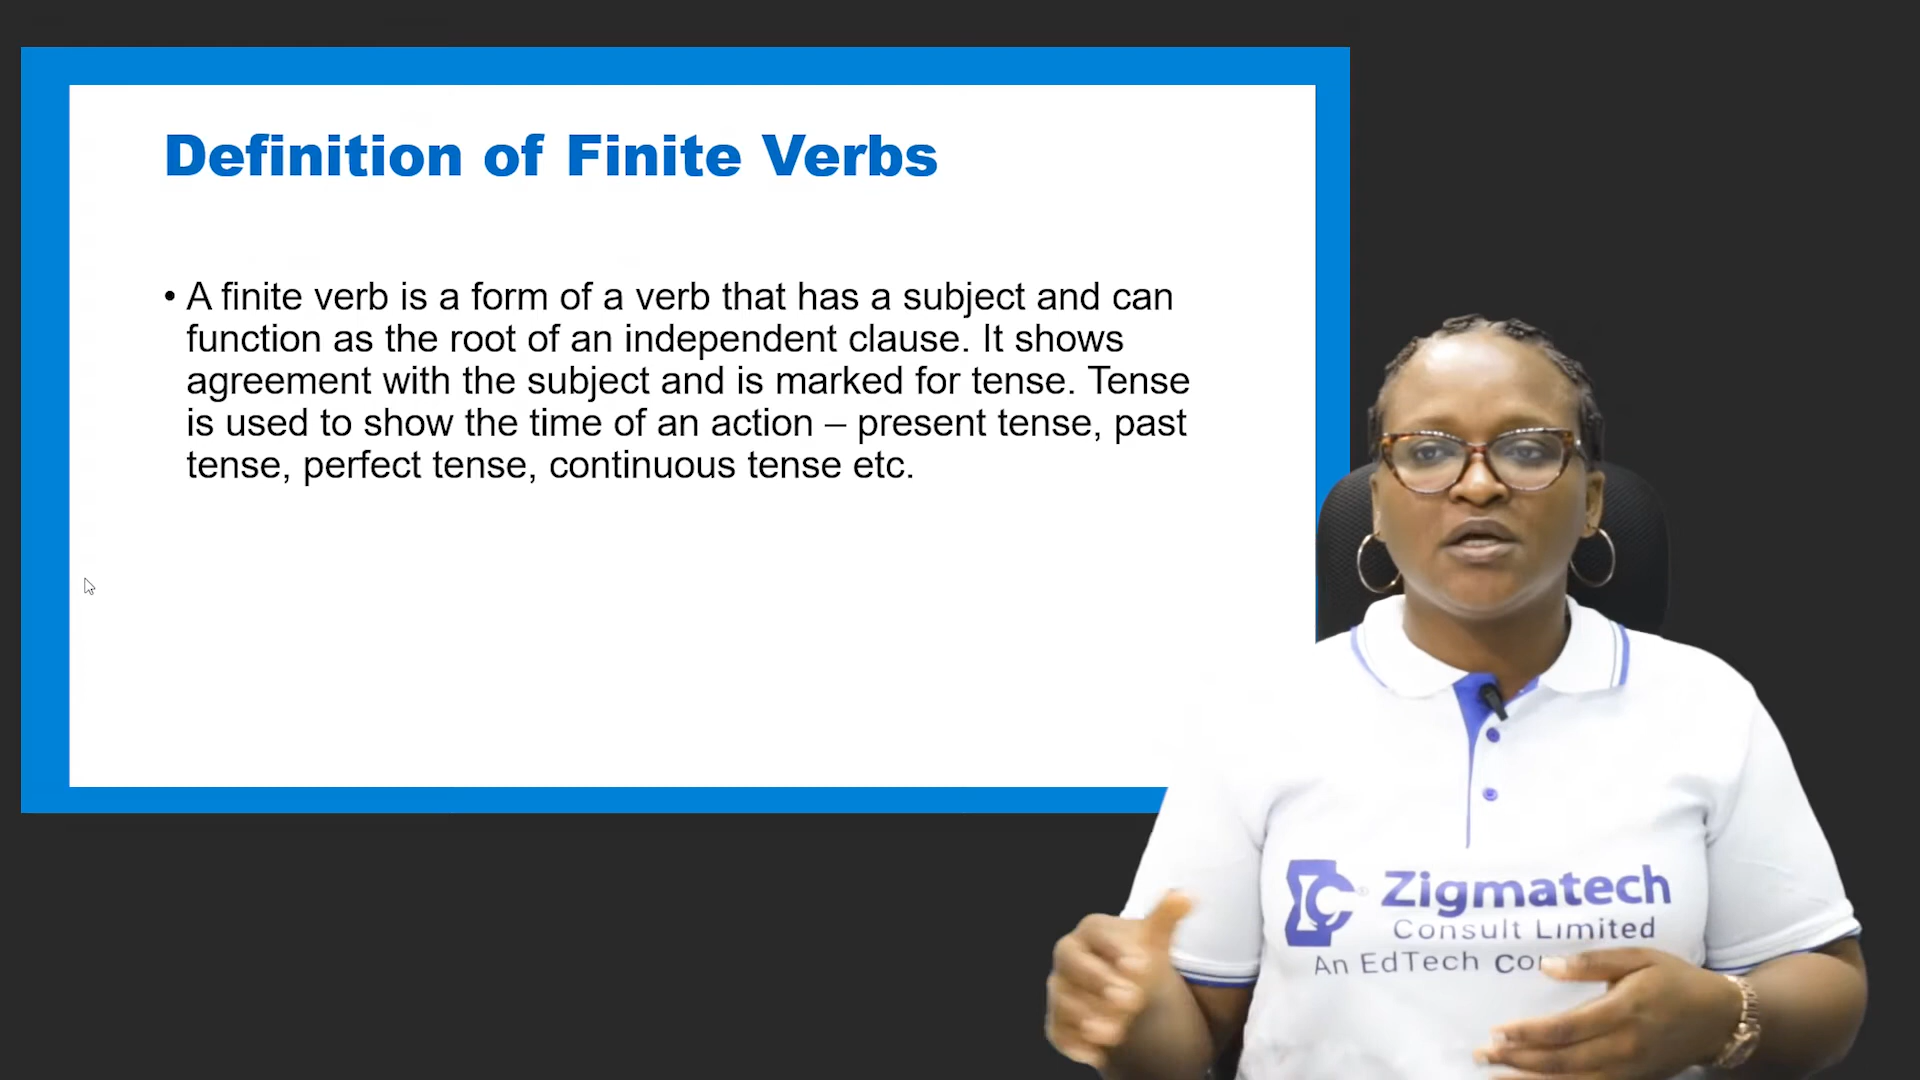 Definition of Finite Verbs
• A finite verb is a form of a verb that has a subject and can
function as the root of an independent clause. It shows
agreement with the subject and is marked for tense. Tense
is used to show the time of an action – present tense, past
tense, perfect tense, continuous tense etc.
Zigmatech
Consult Limited
An EdTech